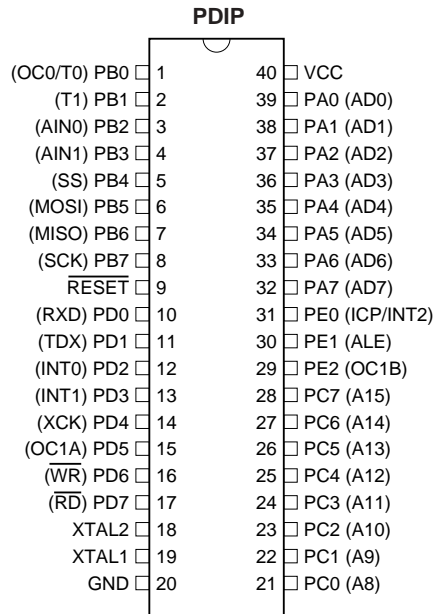 PDIP
(OC0/T0) PB0 1 40 VCC
(T1) PB1 2 39 PA0 (AD0)
(AIN0) PB2 3 38 PA1 (AD1)
(AIN1) PB3 4 37 PA2 (AD2)
(SS) PB4 5 36 PA3 (AD3)
(MOSI) PB5 6 35 PA4 (AD4)
(MISO) PB6 7 34 PA5 (AD5)
(SCK) PB7 8 33 PA6 (AD6)
RESET 9 32 PA7 (AD7)
(RXD) PD0 10 31 PE0 (ICP/INT2)
(TDX) PD1 11 30 PE1 (ALE)
(INT0) PD2 12 29 PE2 (OC1B)
(INT1) PD3 13 28 PC7 (A15)
(XCK) PD4 14 27 PC6 (A14)
(OC1A) PD5 15 26 PC5 (A13)
(WR) PD6 16 25 PC4 (A12)
(RD) PD7 17 24 PC3 (A11)
XTAL2 18 23 PC2 (A10)
XTAL1 19 22 PC1 (A9)
GND 20 21 PC0 (A8)